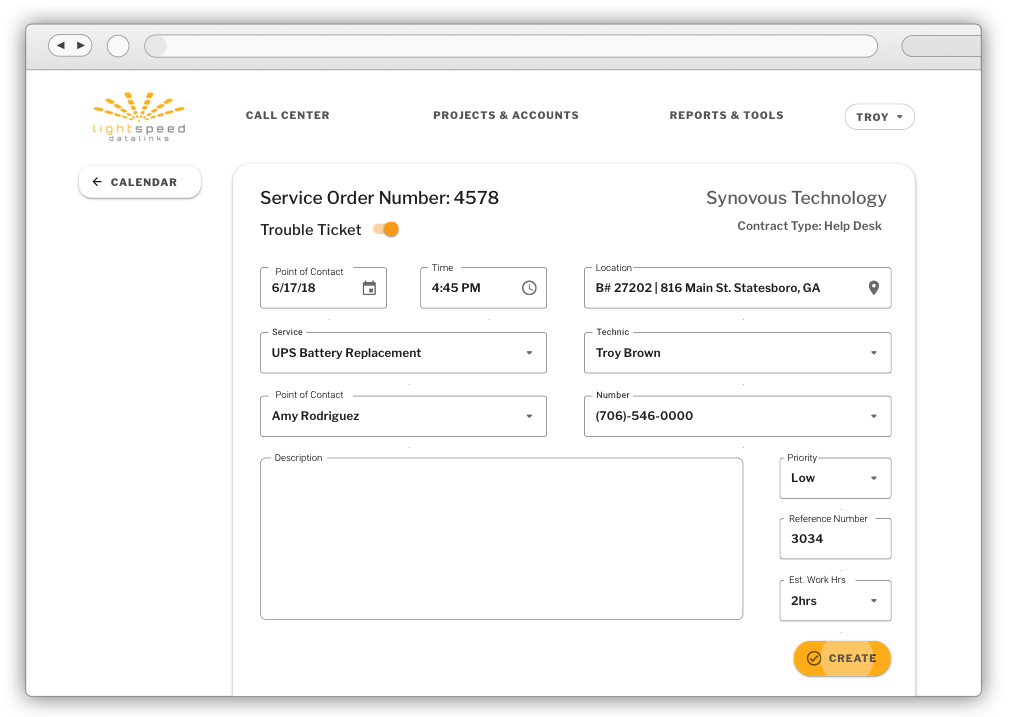 lightspeed
datalinks
CALL CENTER
PROJECTS & ACCOUNTS
REPORTS & TOOLS
TROY
CALENDAR
Service Order Number: 4578
Synovous Technology
Trouble Ticket
Contract Type: Help Desk
Point of Contact
6/17/18
Time
4:45 PM
Location
B# 27202 | 816 Main St. Statesboro, GA
Service
UPS Battery Replacement
Technic
Troy Brown
Point of Contact
Amy Rodriguez
Number
(706)-546-0000
Description
Priority
Low
Reference Number
3034
Est. Work Hrs
2hrs
CREATE